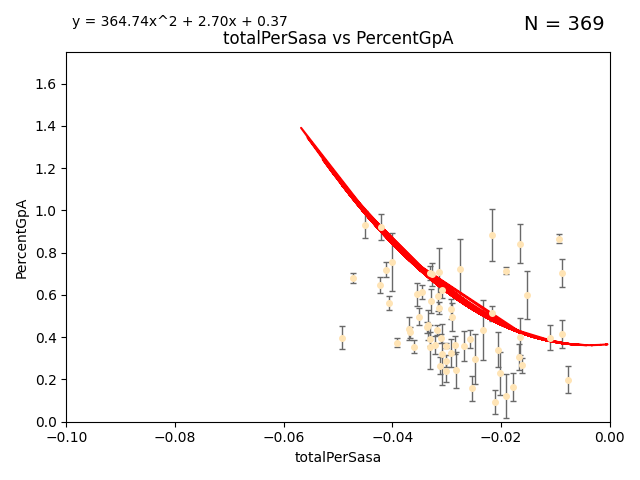 y = 364.74x^2 + 2.70x + 0.37
N = 369
totalPerSasa vs PercentGpA
PercentGpA
1.6
1.4
1.2
1.0
0.8
0.6
0.4
0.2
0.0
−0.10 −0.08 −0.06 −0.04 −0.02 0.00
totalPerSasa